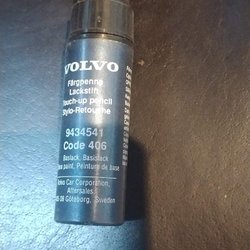 VOLVO
Färgpenna
Lackstift
Touch-up pencil
Stylo-Retouche
9434541
Code 406
Baslack, Basislack
Base paint, Peinture de base
Volvo Car Corporation,
Aftersales,
Göteborg, Sweden